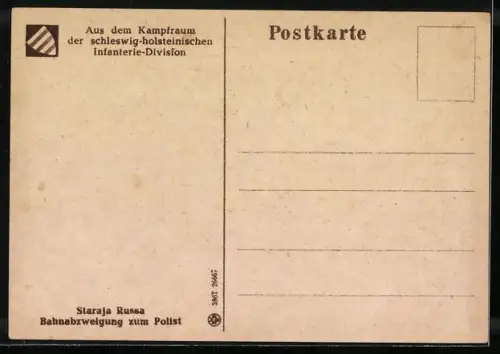 Aus dem Kampfraum
der schleswig-holsteinischen
Infanterie-Division
Postkarte
Staraja Russa
Bahnabzweigung zum Polist